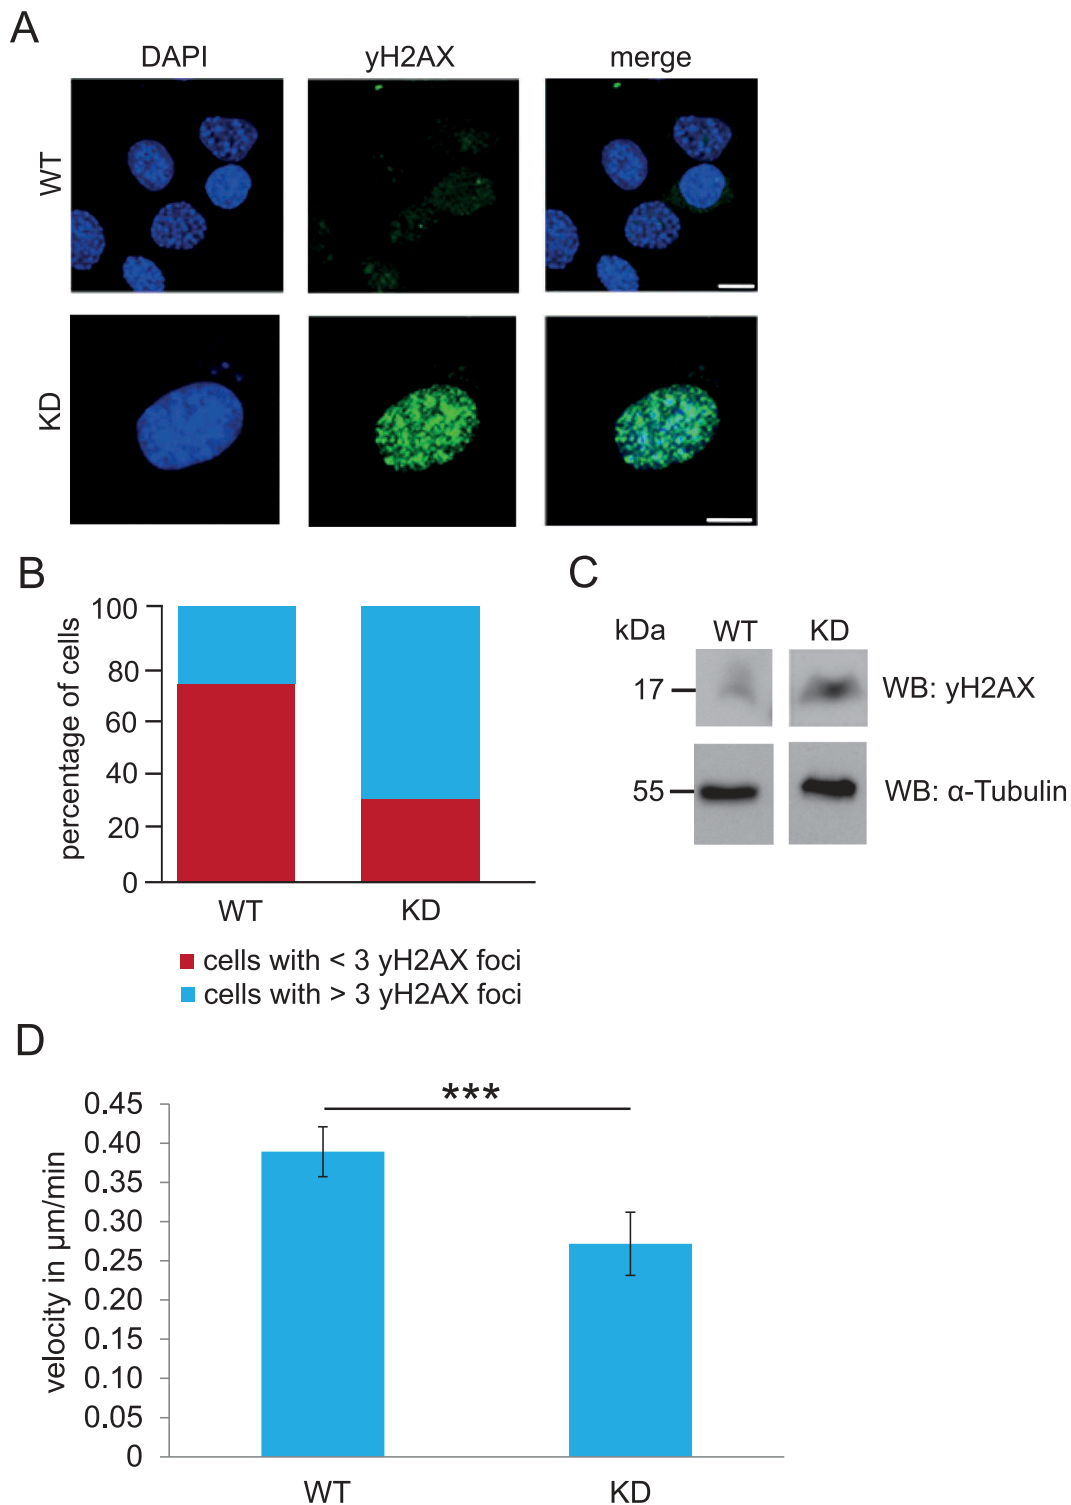 A
DAPI yH2AX merge
WT
KD
B
percentage of cells
100
80
60
40
20
0
WT KD
cells with < 3 yH2AX foci
cells with > 3 yH2AX foci
C
kDa WT KD
17 WB: yH2AX
55 WB: α-Tubulin
D
velocity in µm/min
***
0.45
0.40
0.35
0.30
0.25
0.20
0.15
0.10
0.05
0
WT KD